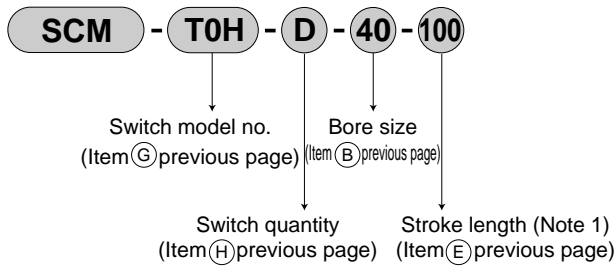 SCM - T0H - D - 40 - 100
Switch model no.
(Item Ⓖ previous page)
Bore size
(Item Ⓑ previous page)
Switch quantity
(Item Ⓗ previous page)
Stroke length (Note 1)
(Item Ⓔ previous page)